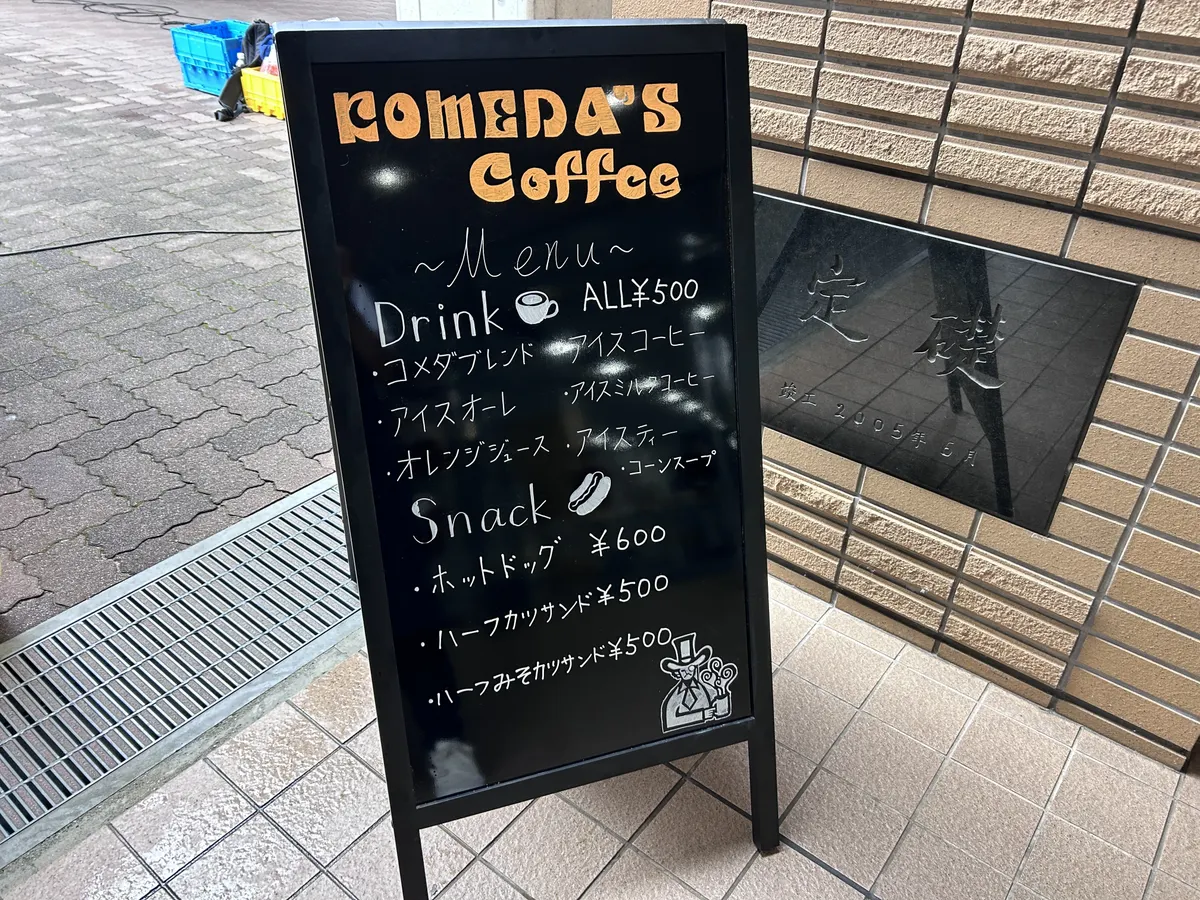 KOMEDA'S
Coffee
~Menu~
Drink ALL¥500
・コメダブレンド ・アイスコーヒー
・アイスオーレ ・アイスミルクコーヒー
・オレンジジュース ・アイスティー
・コーンスープ
Snack
・ホットドッグ ¥600
・ハーフカツサンド¥500
・ハーフみそカツサンド¥500
定礎
竣工 2005年5月